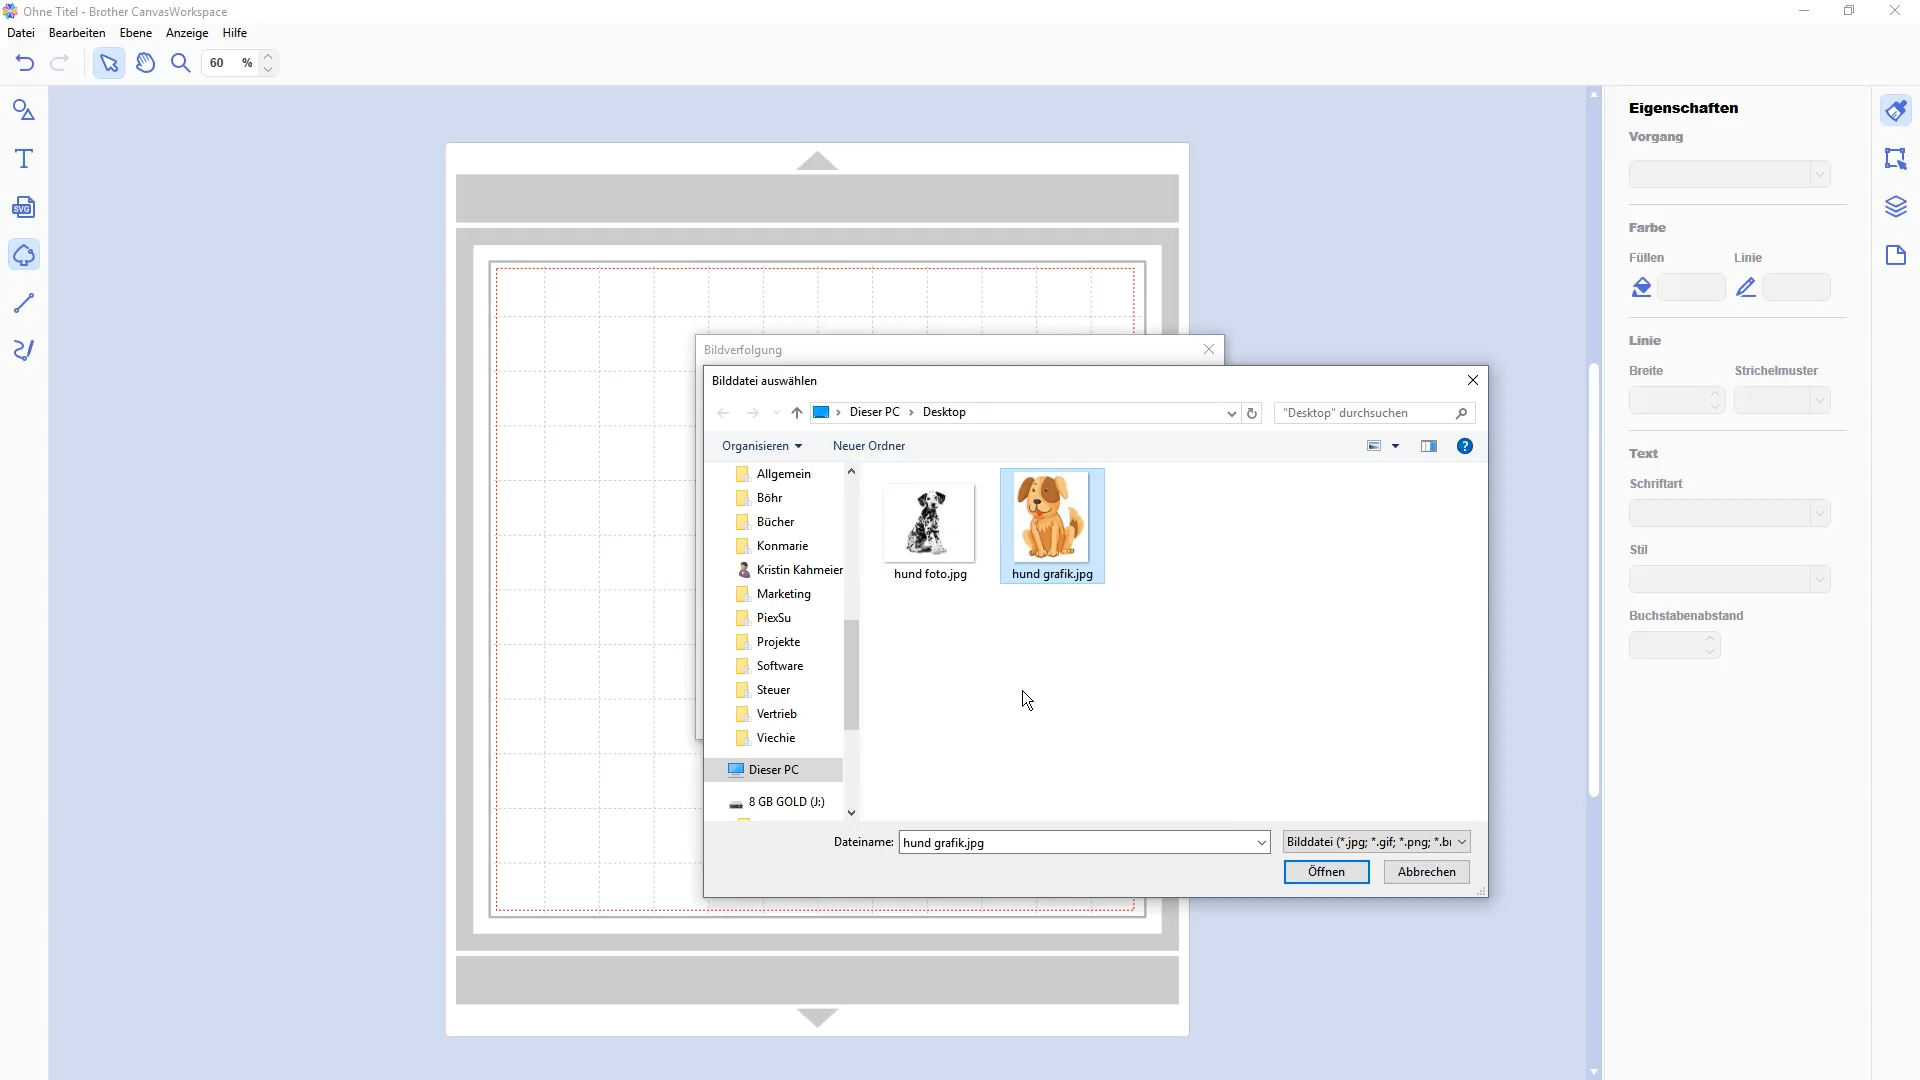 Ohne Titel - Brother CanvasWorkspace
Datei Bearbeiten Ebene Anzeige Hilfe
60 %
SVG
Eigenschaften
Vorgang
Farbe
Füllen Linie
Linie
Breite Strichelmuster
Text
Schriftart
Stil
Buchstabenabstand
Bildverfolgung
Bilddatei auswählen
Dieser PC > Desktop
"Desktop" durchsuchen
Organisieren Neuer Ordner
?
Allgemein
Böhr
Bücher
Konmarie
Kristin Kahmeier
Marketing
PiexSu
Projekte
Software
Steuer
Vertrieb
Viechie
Dieser PC
8 GB GOLD (J:)
hund foto.jpg
hund grafik.jpg
Dateiname: hund grafik.jpg
Bilddatei (*.jpg; *.gif; *.png; *.b
Öffnen Abbrechen